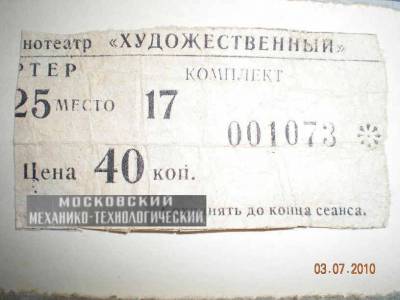 нотеатр «ХУДОЖЕСТВЕННЫЙ»
РТЕР КОМПЛЕКТ
25 МЕСТО 17
001073
Цена 40 коп.
МОСКОВСКИЙ
МЕХАНИКО-ТЕХНОЛОГИЧЕСКИЙ
нять до конца сеанса.
03.07.2010